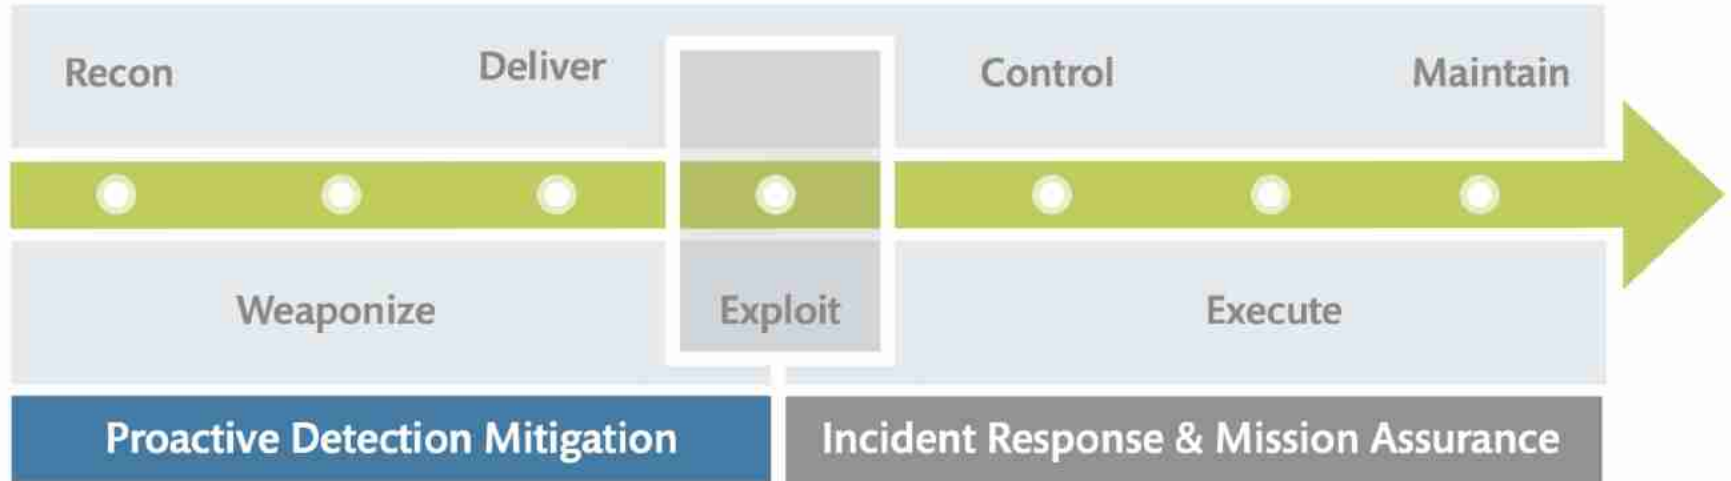 Recon
Deliver
Control
Maintain
Weaponize
Exploit
Execute
Proactive Detection Mitigation
Incident Response & Mission Assurance